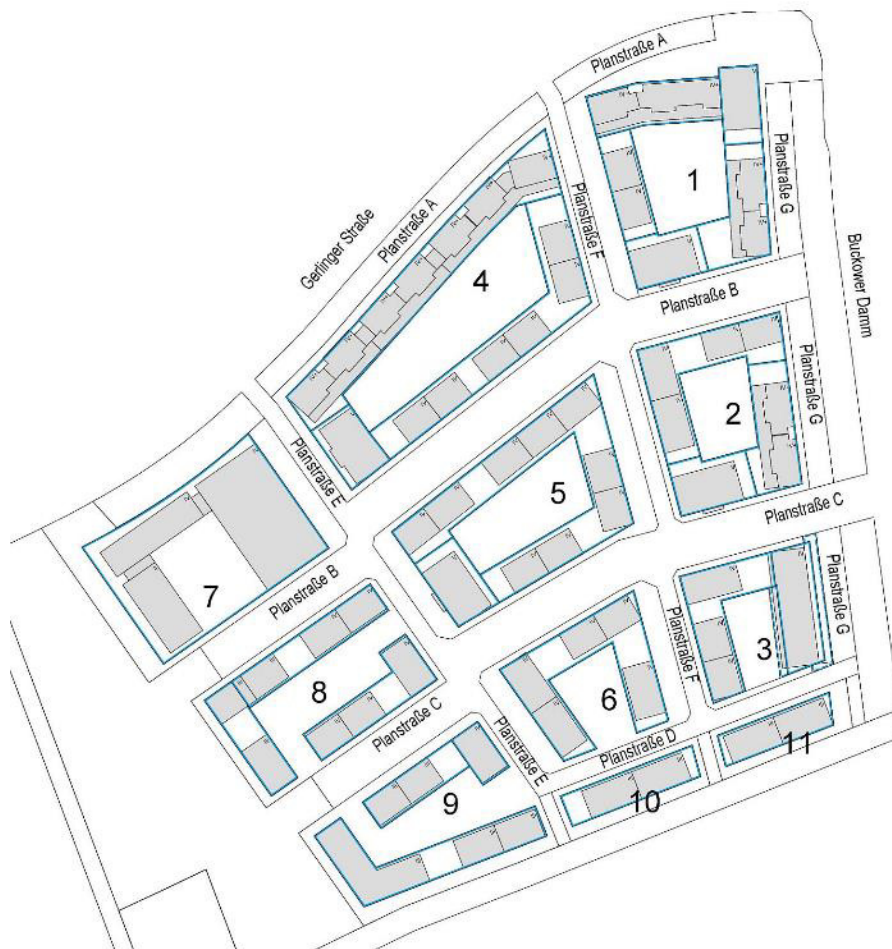 Planstraße A
Planstraße G
1
Planstraße F
Gerlinger Straße
Planstraße A
4
Planstraße B
Buckower Damm
2
Planstraße G
Planstraße E
5
Planstraße C
7
Planstraße B
Planstraße G
3
Planstraße F
8
6
Planstraße C
Planstraße D
11
Planstraße E
9
10